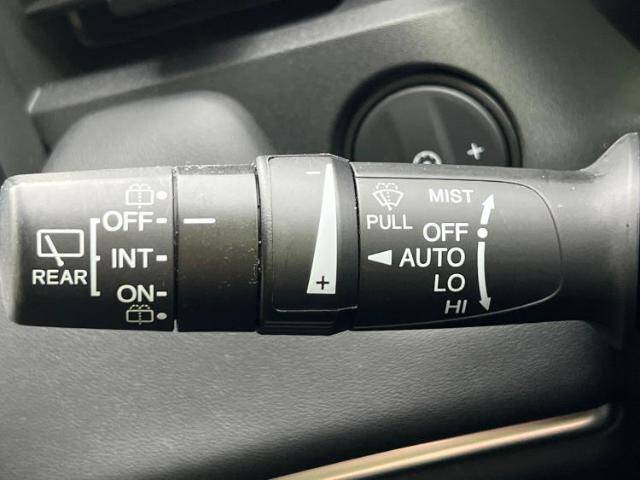 OFF
REAR
INT
ON
-
+
PULL
MIST
OFF
AUTO
LO
HI
+